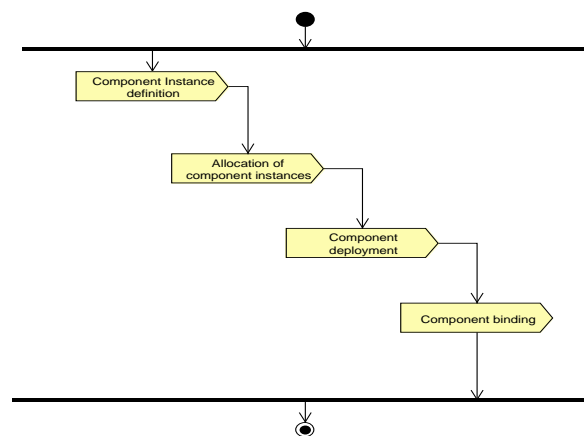 Component Instance
definition
Allocation of
component instances
Component
deployment
Component binding